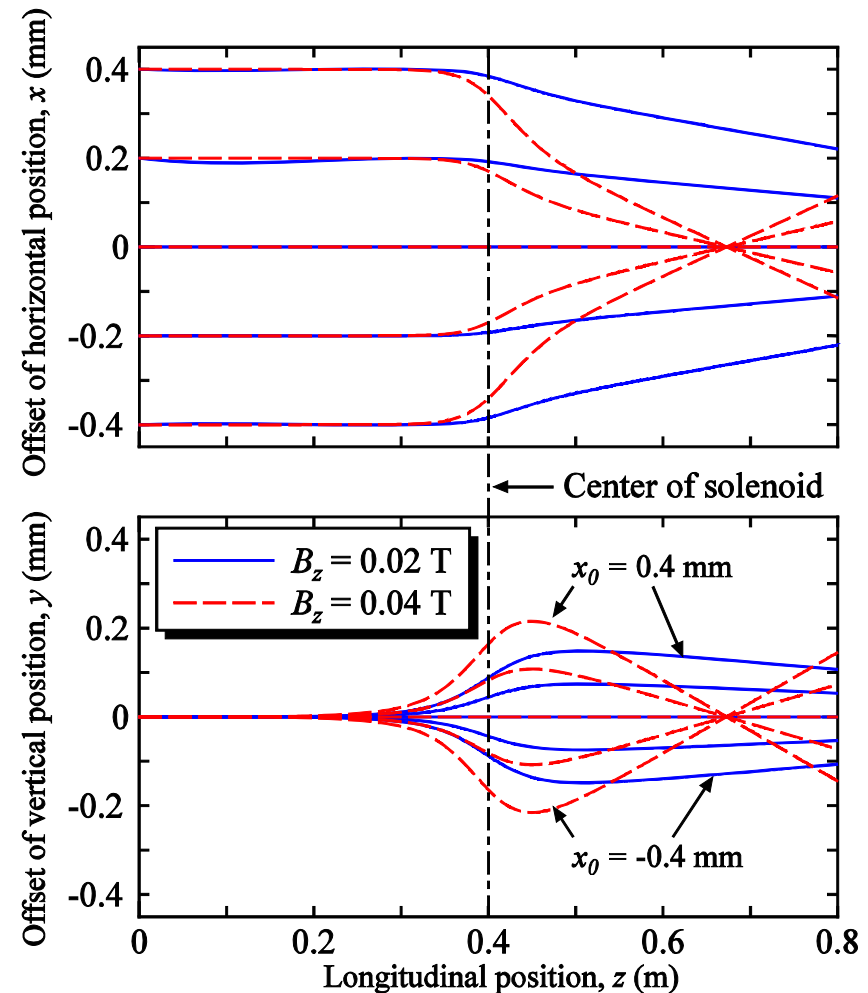 Offset of horizontal position, x (mm)
0.4
0.2
0
-0.2
-0.4
Center of solenoid
Offset of vertical position, y (mm)
0.4
0.2
0
-0.2
-0.4
B_z = 0.02 T
B_z = 0.04 T
x_0 = 0.4 mm
x_0 = -0.4 mm
0 0.2 0.4 0.6 0.8
Longitudinal position, z (m)